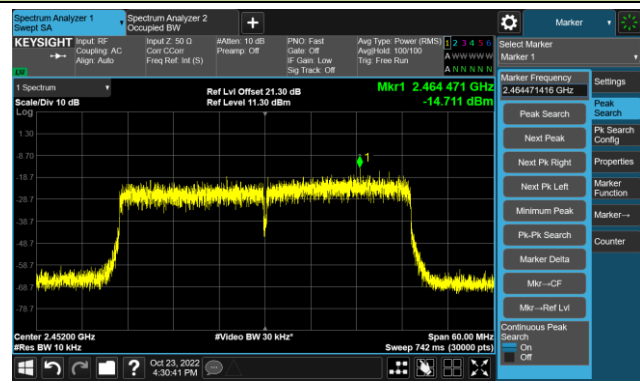 Spectrum Analyzer 1
Swept SA
Spectrum Analyzer 2
Occupied BW
+
Marker
KEYSIGHT
Input: RF
Coupling: AC
Align: Auto
Input Z: 50 Ω
Corr CCorr
Freq Ref: Int (S)
#Atten: 10 dB
Preamp: Off
PNO: Fast
Gate: Off
IF Gain: Low
Sig Track: Off
Avg Type: Power (RMS)
Avg|Hold: 100/100
Trig: Free Run
1 2 3 4 5 6
A W W W W W
A N N N N N
LXI
Select Marker
Marker 1
1 Spectrum
Scale/Div 10 dB
Log
Ref Lvl Offset 21.30 dB
Ref Level 11.30 dBm
Mkr1 2.464 471 GHz
-14.711 dBm
1.30
-8.70
-18.7
-28.7
-38.7
-48.7
-58.7
-68.7
-78.7
1
Center 2.45200 GHz
#Res BW 10 kHz
#Video BW 30 kHz*
Span 60.00 MHz
Sweep 742 ms (30000 pts)
Marker Frequency
2.464471416 GHz
Peak Search
Next Peak
Next Pk Right
Next Pk Left
Minimum Peak
Pk-Pk Search
Marker Delta
Mkr→CF
Mkr→Ref Lvl
Continuous Peak
Search
On
Off
Settings
Peak
Search
Pk Search
Config
Properties
Marker
Function
Marker→
Counter
?
Oct 23, 2022
4:30:41 PM